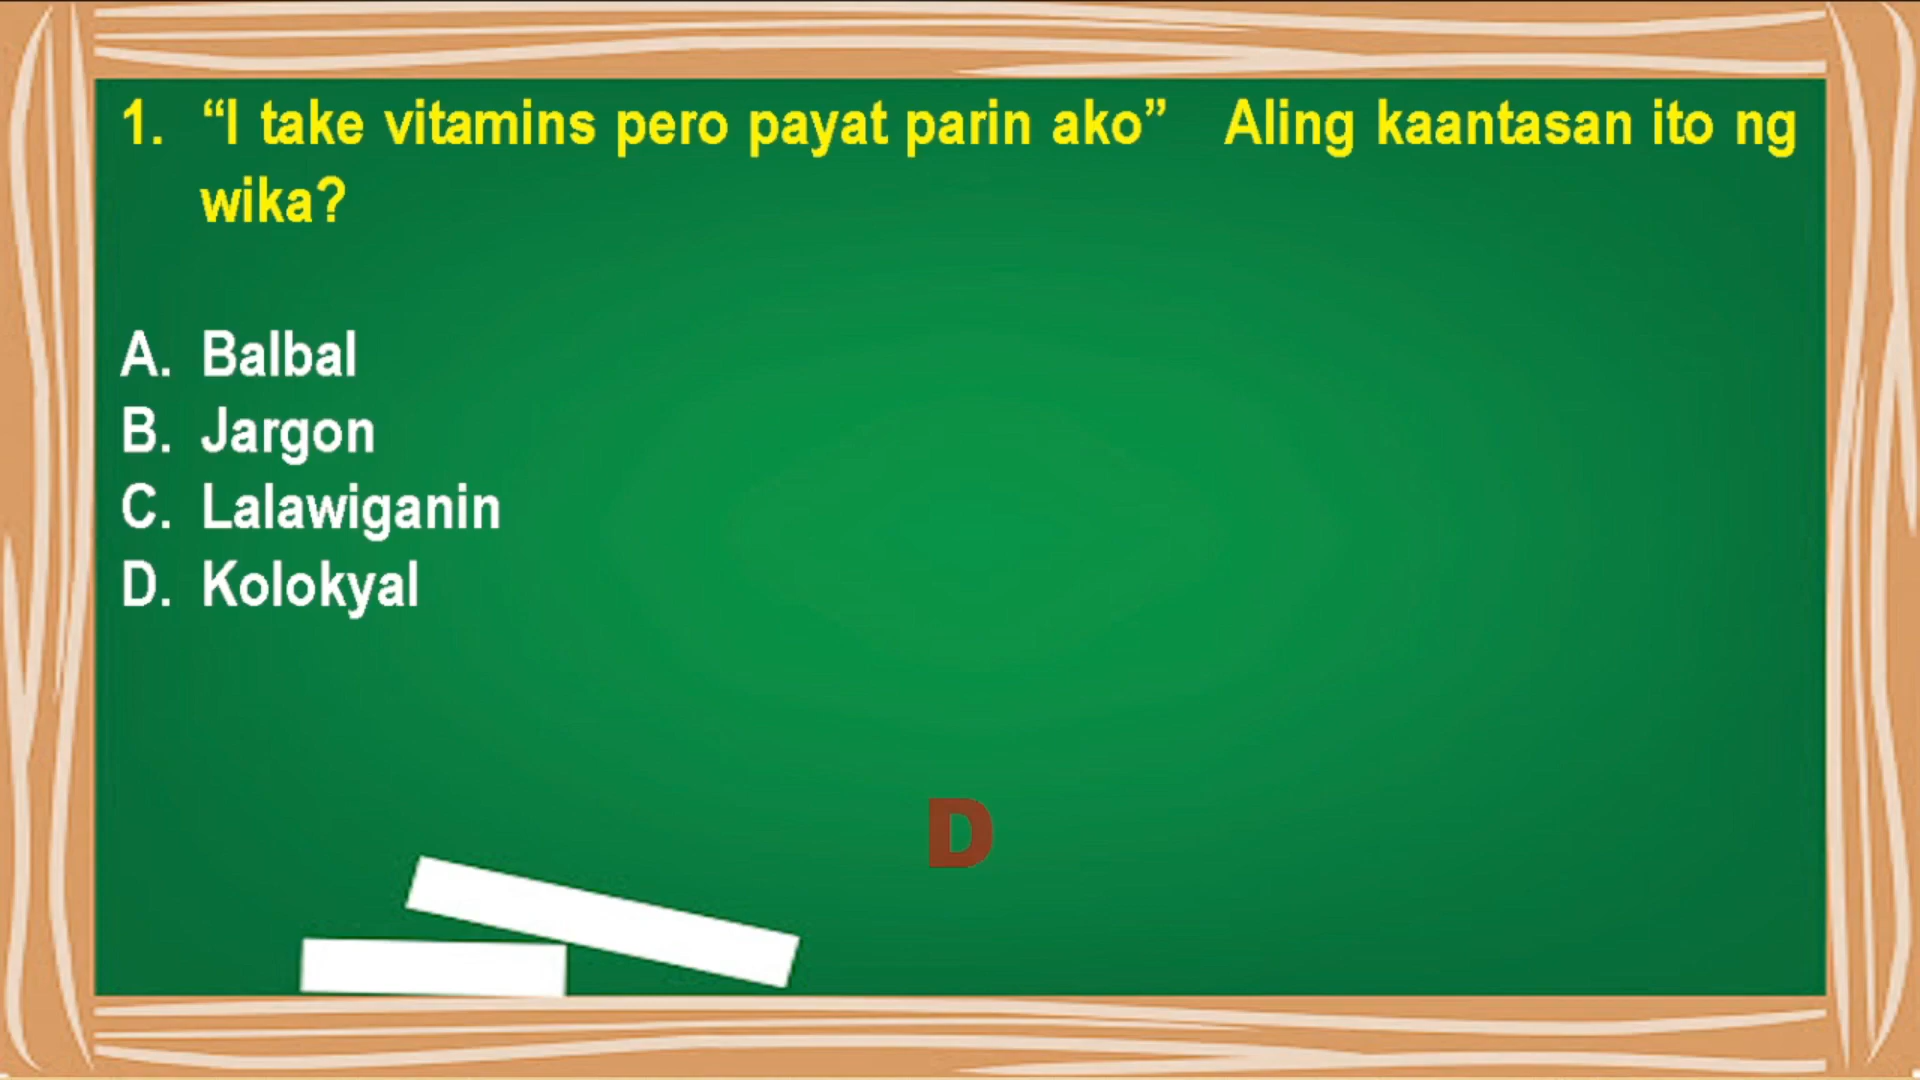 1. “I take vitamins pero payat parin ako” Aling kaantasan ito ng
wika?
A. Balbal
B. Jargon
C. Lalawiganin
D. Kolokyal
D